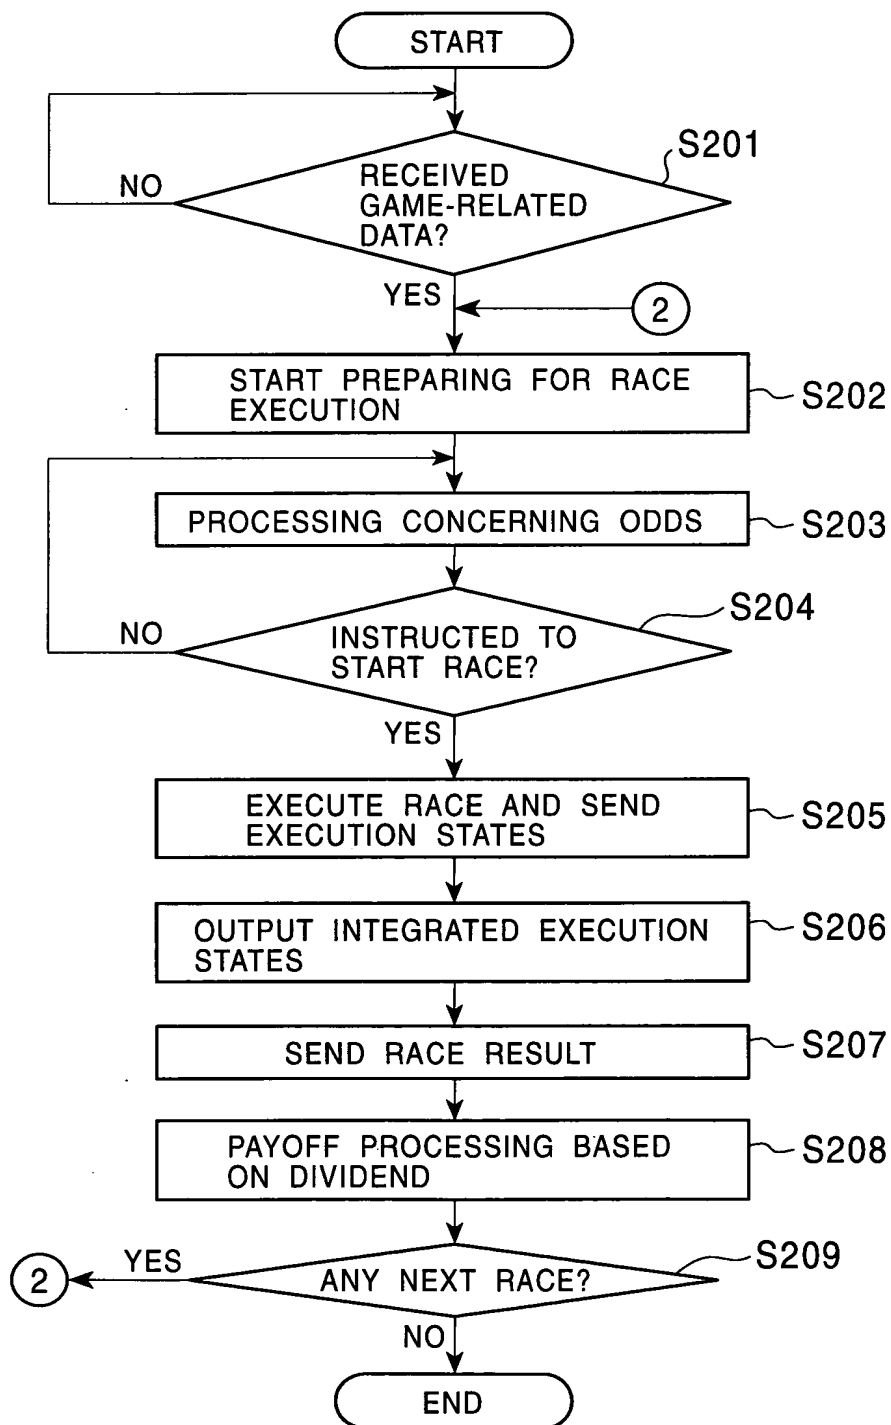 START
S201
RECEIVED
GAME-RELATED
DATA?
NO
YES
2
START PREPARING FOR RACE
EXECUTION
S202
PROCESSING CONCERNING ODDS
S203
S204
INSTRUCTED TO
START RACE?
NO
YES
EXECUTE RACE AND SEND
EXECUTION STATES
S205
OUTPUT INTEGRATED EXECUTION
STATES
S206
SEND RACE RESULT
S207
PAYOFF PROCESSING BASED
ON DIVIDEND
S208
2
YES
ANY NEXT RACE?
S209
NO
END